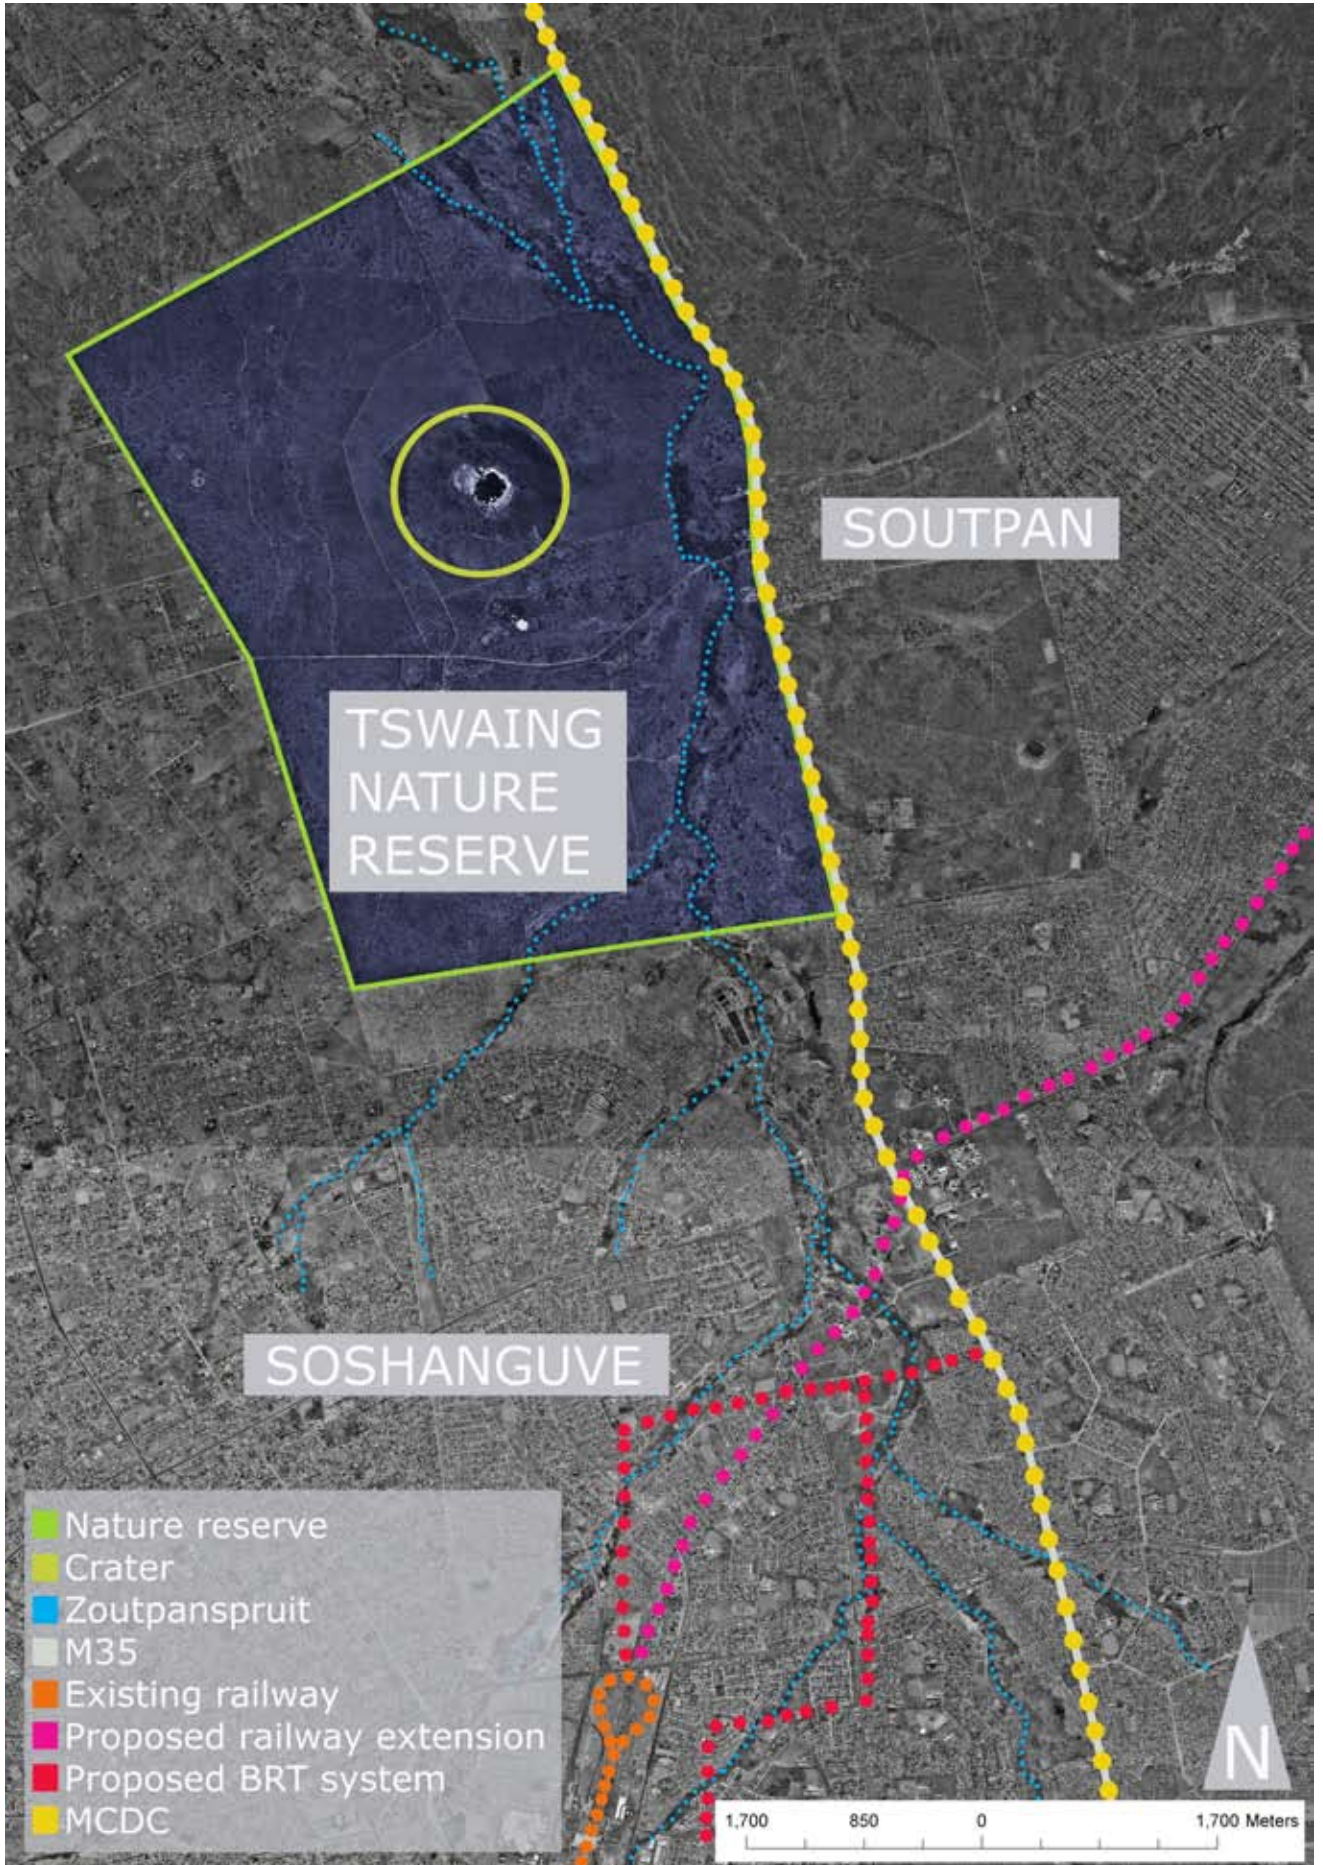 SOUTPAN
TSWAING
NATURE
RESERVE
SOSHANGUVE
Nature reserve
Crater
Zoutpanspruit
M35
Existing railway
Proposed railway extension
Proposed BRT system
MCDC
N
1,700 850 0 1,700 Meters